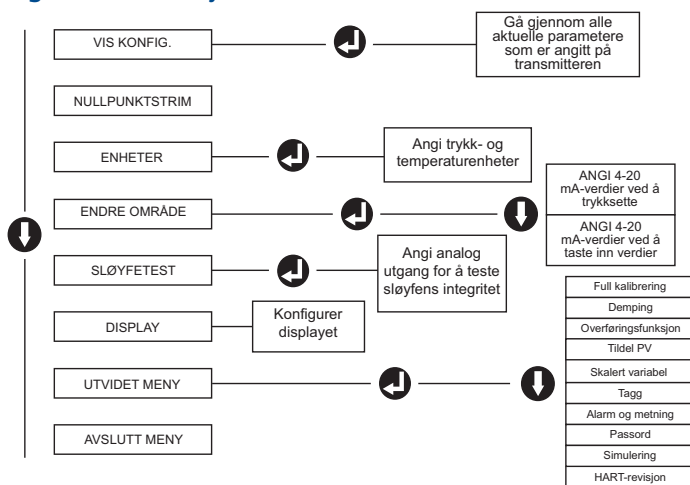 VIS KONFIG.
Gå gjennom alle
aktuelle parametere
som er angitt på
transmitteren
NULLPUNKTSTRIM
ENHETER
Angi trykk- og
temperaturenheter
ENDRE OMRÅDE
ANGI 4-20
mA-verdier ved å
trykksette
ANGI 4-20
mA-verdier ved å
taste inn verdier
SLØYFETEST
Angi analog
utgang for å teste
sløyfens integritet
DISPLAY
Konfigurer
displayet
UTVIDET MENY
Full kalibrering
Demping
Overføringsfunksjon
Tildel PV
Skalert variabel
Tagg
Alarm og metning
Passord
Simulering
HART-revisjon
AVSLUTT MENY